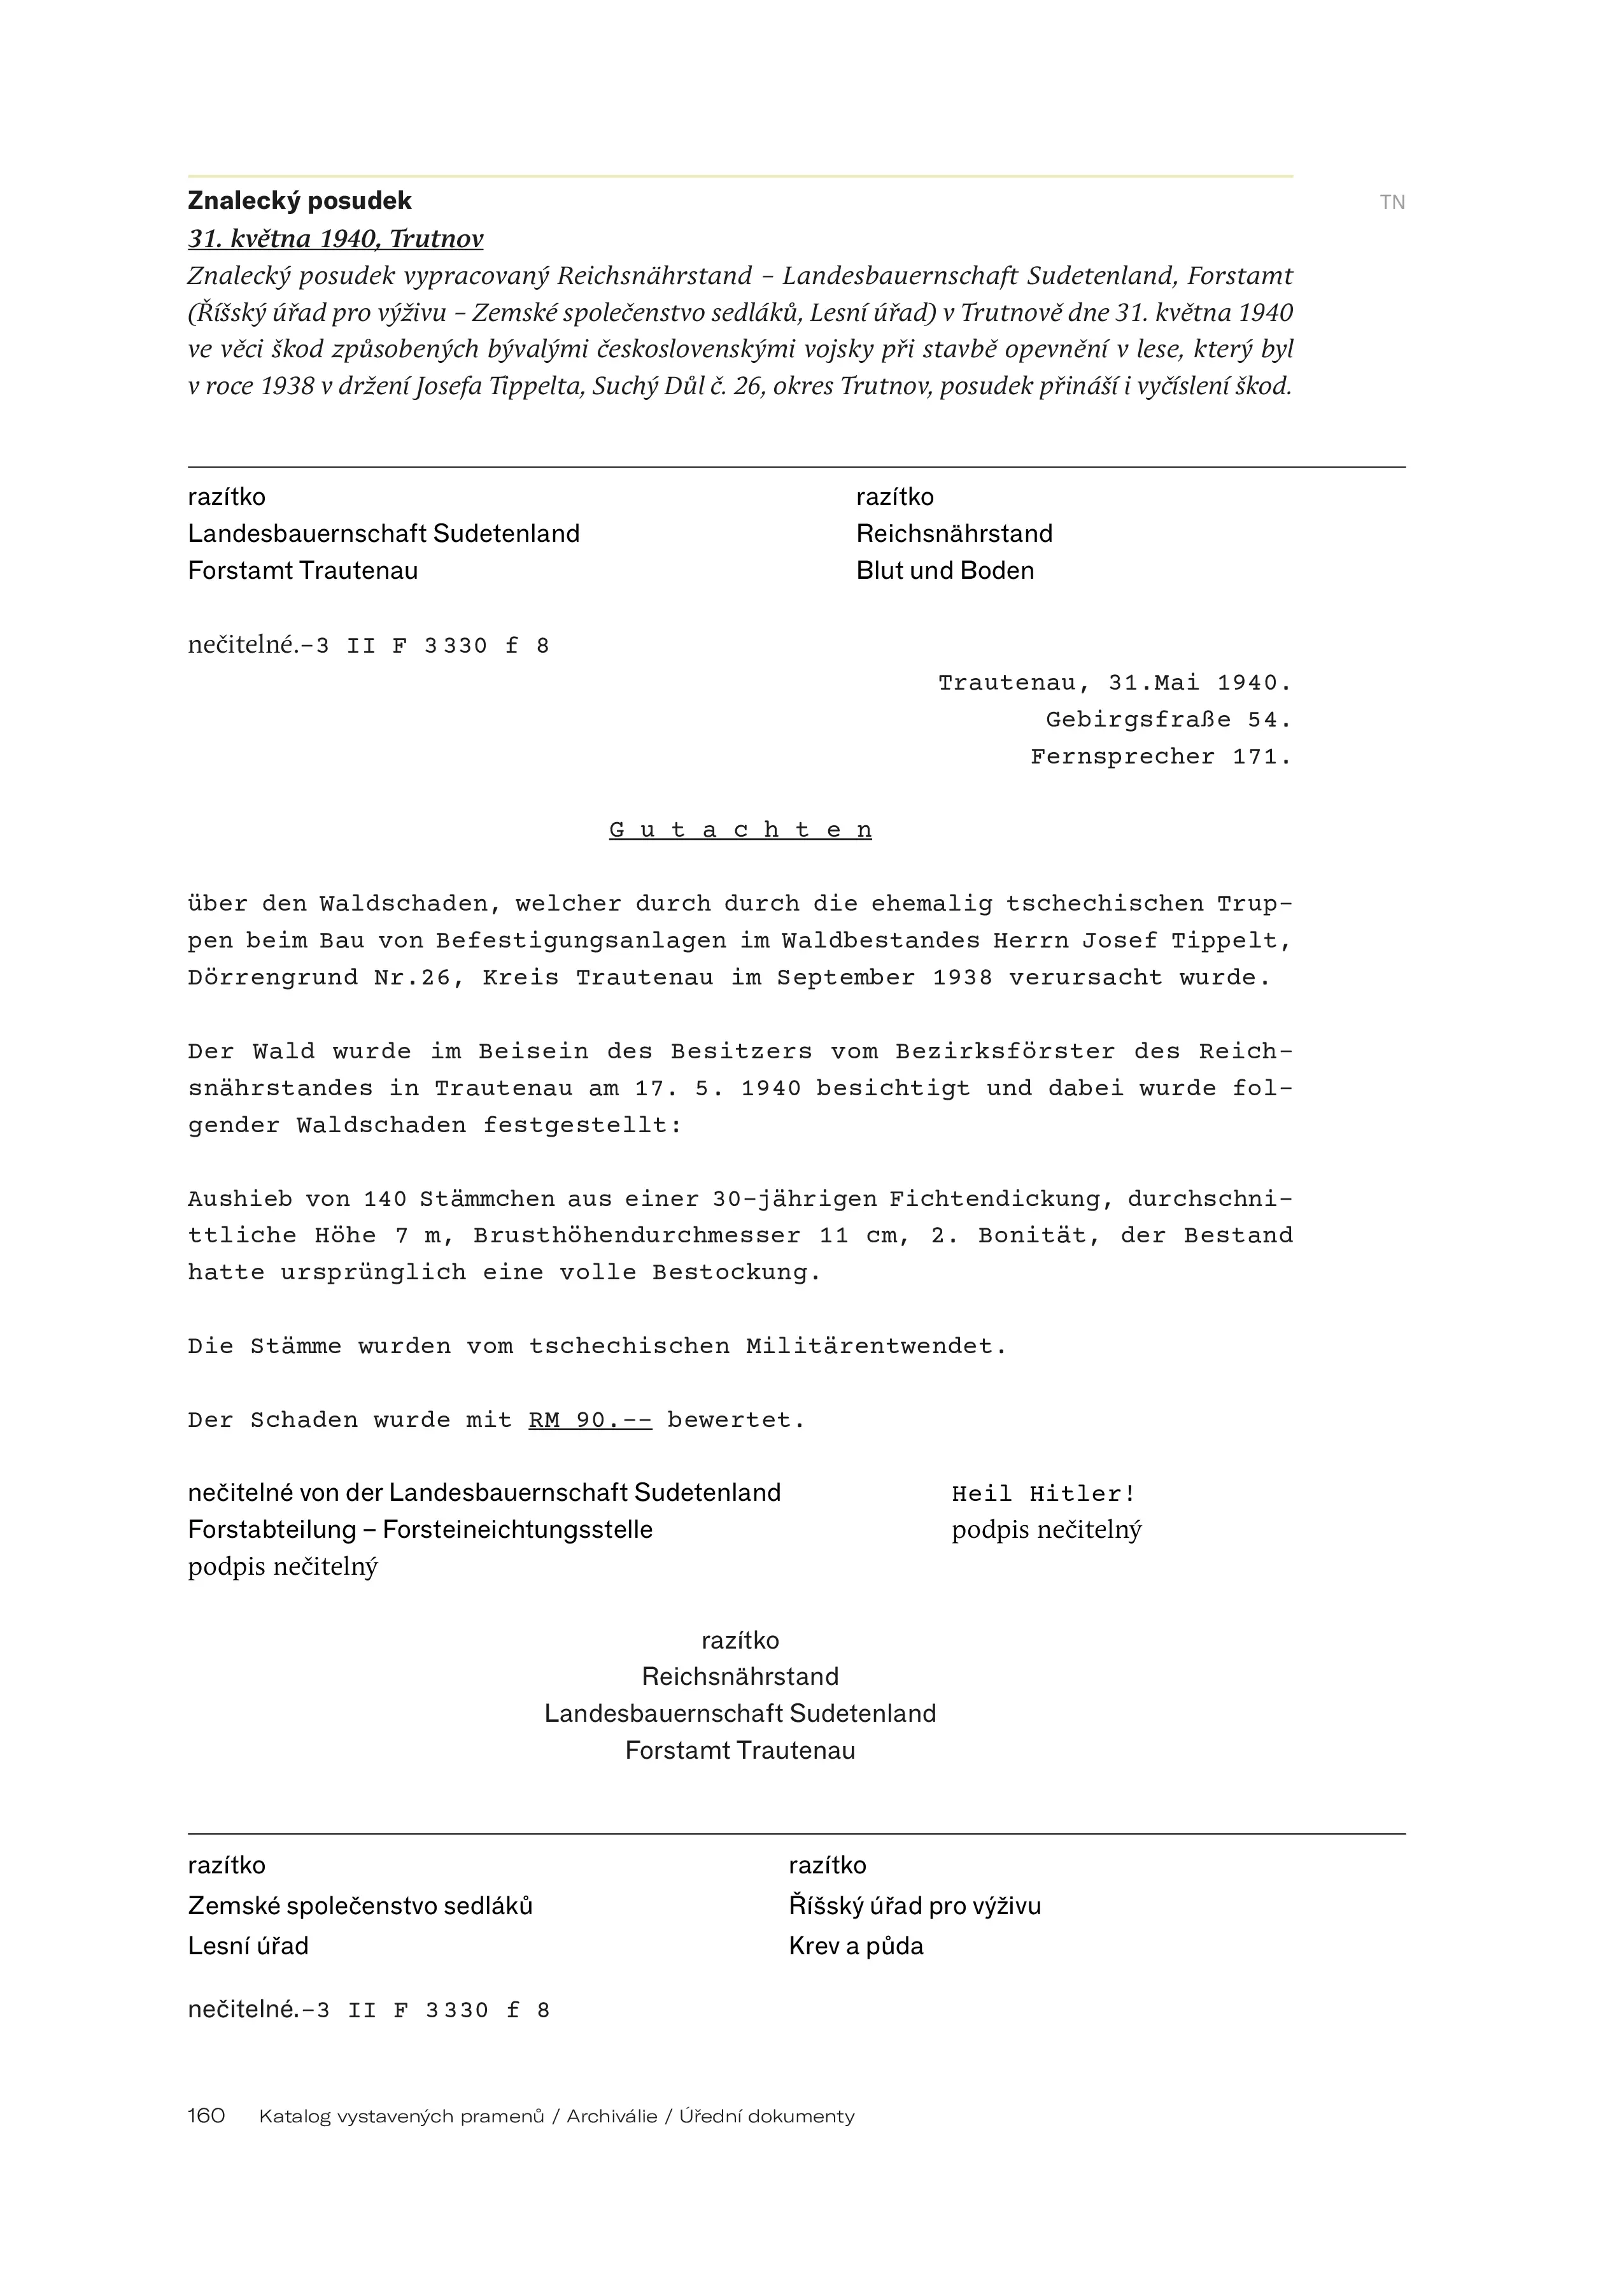 Znalecký posudek
TN
31. května 1940, Trutnov
Znalecký posudek vypracovaný Reichsnährstand – Landesbauernschaft Sudetenland, Forstamt
(Říšský úřad pro výživu – Zemské společenstvo sedláků, Lesní úřad) v Trutnově dne 31. května 1940
ve věci škod způsobených bývalými československými vojsky při stavbě opevnění v lese, který byl
v roce 1938 v držení Josefa Tippelta, Suchý Důl č. 26, okres Trutnov, posudek přináší i vyčíslení škod.
razítko
Landesbauernschaft Sudetenland
Forstamt Trautenau
razítko
Reichsnährstand
Blut und Boden
nečitelné.–3 II F 3330 f 8
Trautenau, 31.Mai 1940.
Gebirgsfraße 54.
Fernsprecher 171.
G u t a c h t e n
über den Waldschaden, welcher durch durch die ehemalig tschechischen Trup-
pen beim Bau von Befestigungsanlagen im Waldbestandes Herrn Josef Tippelt,
Dörrengrund Nr.26, Kreis Trautenau im September 1938 verursacht wurde.
Der Wald wurde im Beisein des Besitzers vom Bezirksförster des Reich-
snährstandes in Trautenau am 17. 5. 1940 besichtigt und dabei wurde fol-
gender Waldschaden festgestellt:
Aushieb von 140 Stämmchen aus einer 30-jährigen Fichtendickung, durchschni-
ttliche Höhe 7 m, Brusthöhendurchmesser 11 cm, 2. Bonität, der Bestand
hatte ursprünglich eine volle Bestockung.
Die Stämme wurden vom tschechischen Militärentwendet.
Der Schaden wurde mit RM 90.-- bewertet.
nečitelné von der Landesbauernschaft Sudetenland
Forstabteilung – Forsteineichtungsstelle
podpis nečitelný
Heil Hitler!
podpis nečitelný
razítko
Reichsnährstand
Landesbauernschaft Sudetenland
Forstamt Trautenau
razítko
Zemské společenstvo sedláků
Lesní úřad
razítko
Říšský úřad pro výživu
Krev a půda
nečitelné.–3 II F 3330 f 8
160 Katalog vystavených pramenů / Archiválie / Úřední dokumenty